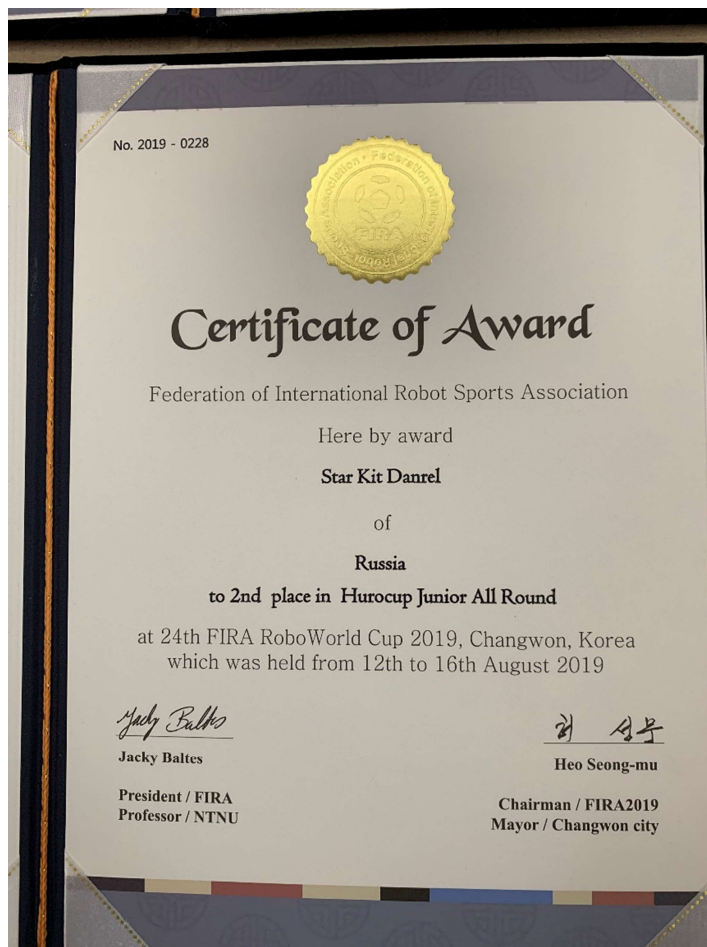 No. 2019 - 0228
FIRA
Certificate of Award
Federation of International Robot Sports Association
Here by award
Star Kit Danrel
of
Russia
to 2nd place in Hurocup Junior All Round
at 24th FIRA RoboWorld Cup 2019, Changwon, Korea
which was held from 12th to 16th August 2019
Jacky Baltes
허 성무
Jacky Baltes
Heo Seong-mu
President / FIRA
Professor / NTNU
Chairman / FIRA2019
Mayor / Changwon city